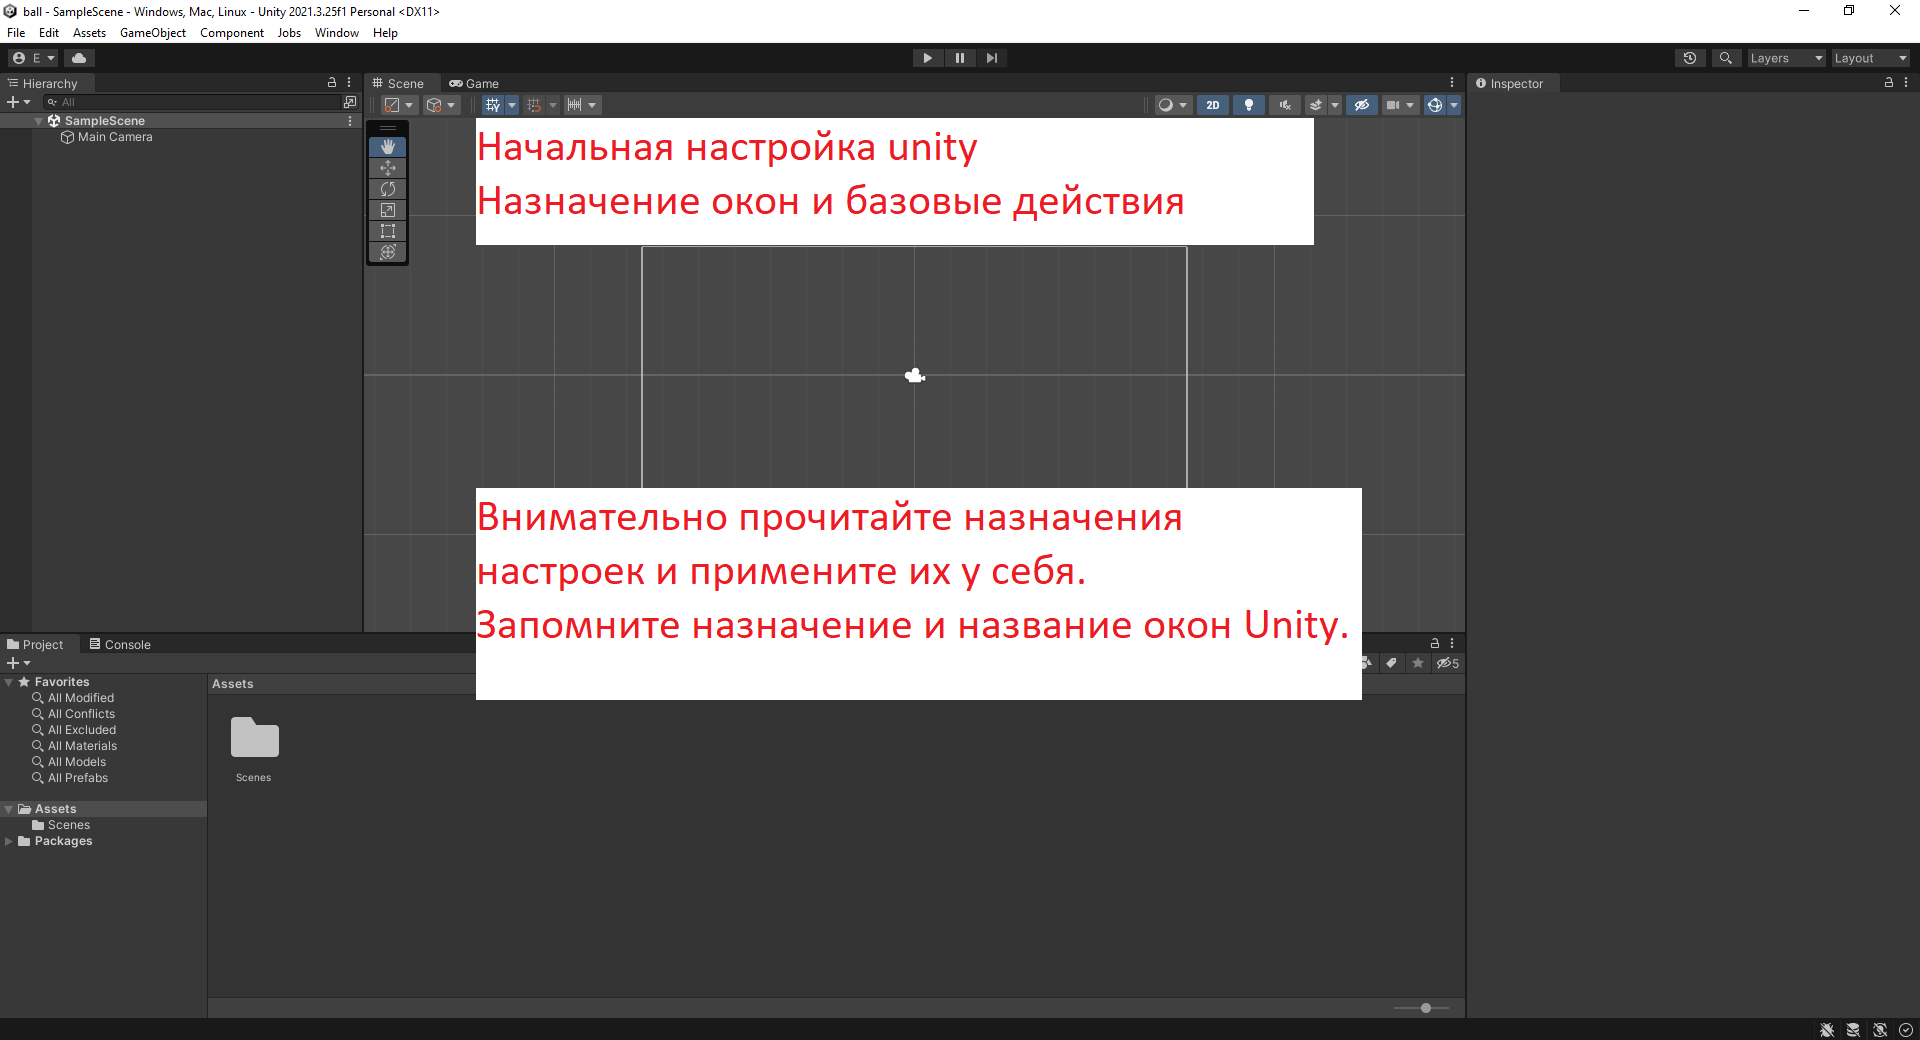 ball - SampleScene - Windows, Mac, Linux - Unity 2021.3.25f1 Personal <DX11>
File Edit Assets GameObject Component Jobs Window Help
E
Layers
Layout
Hierarchy
All
SampleScene
Main Camera
Scene
Game
2D
Inspector
Начальная настройка unity
Назначение окон и базовые действия
Внимательно прочитайте назначения
настроек и примените их у себя.
Запомните назначение и название окон Unity.
Project
Console
5
Favorites
All Modified
All Conflicts
All Excluded
All Materials
All Models
All Prefabs
Assets
Scenes
Packages
Assets
Scenes